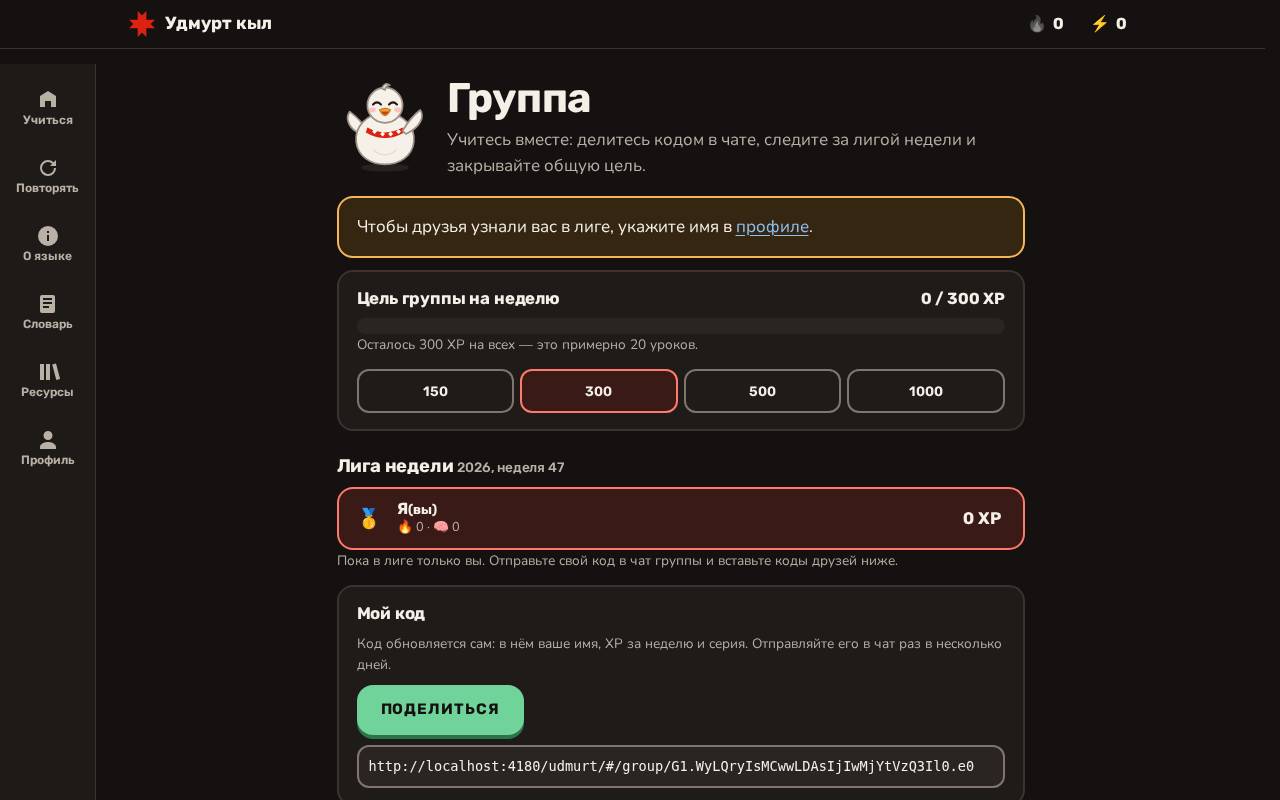 Удмурт кыл
0
0
Учиться
Повторять
О языке
Словарь
Ресурсы
Профиль
Группа
Учитесь вместе: делитесь кодом в чате, следите за лигой недели и
закрывайте общую цель.
Чтобы друзья узнали вас в лиге, укажите имя в профиле.
Цель группы на неделю
0 / 300 XP
Осталось 300 XP на всех — это примерно 20 уроков.
150
300
500
1000
Лига недели 2026, неделя 47
Я(вы)
0 · 0
0 XP
Пока в лиге только вы. Отправьте свой код в чат группы и вставьте коды друзей ниже.
Мой код
Код обновляется сам: в нём ваше имя, XP за неделю и серия. Отправляйте его в чат раз в несколько
дней.
ПОДЕЛИТЬСЯ
http://localhost:4180/udmurt/#/group/G1.WyLQryIsMCwwLDAsIjIwMjYtVzQ3Il0.e0